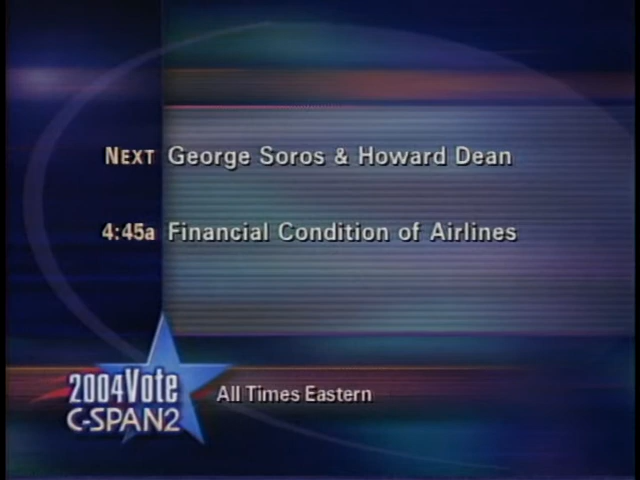 NEXT George Soros & Howard Dean
4:45a Financial Condition of Airlines
2004Vote
C-SPAN2
All Times Eastern